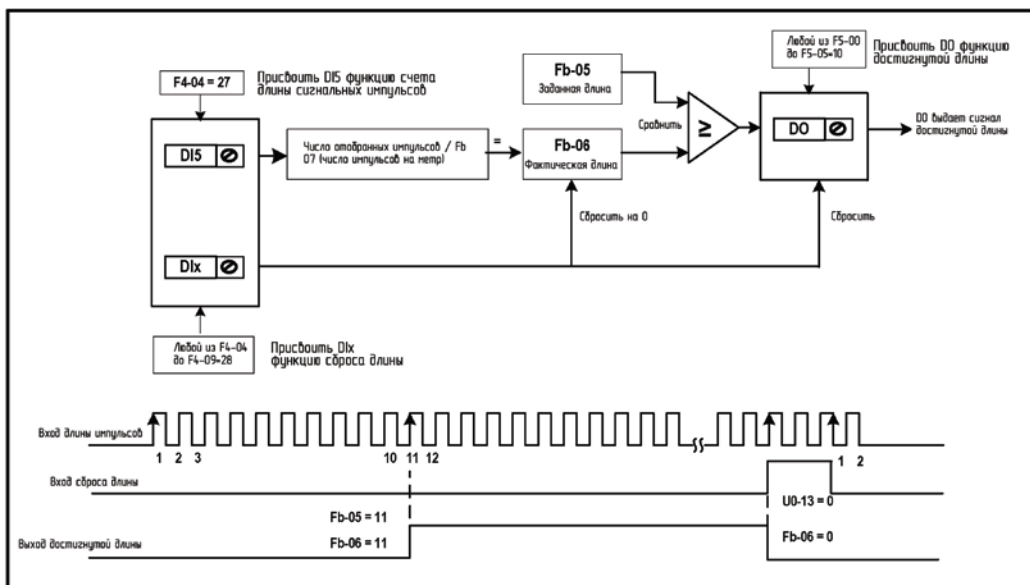 F4-04 = 27
Присвоить DI5 функцию счета
длины сигнальных импульсов
DI5
DIx
Число отобранных импульсов / Fb
07 (число импульсов на метр)
=
Fb-05
Заданная длина
Fb-06
Фактическая длина
Сравнить
≥
Сбросить на 0
Любой из F5-00
до F5-05=10
Присвоить DO функцию
достигнутой длины
DO
DO выдает сигнал
достигнутой длины
Сбросить
Любой из F4-04
до F4-09=28
Присвоить DIx
функцию сброса длины
Вход длины импульсов
1 2 3 10 11 12 1 2
Вход сброса длины
U0-13 = 0
Fb-05 = 11
Fb-06 = 11
Fb-06 = 0
Выход достигнутой длины